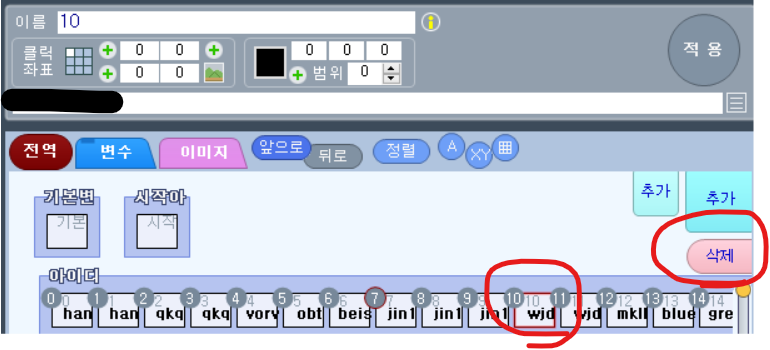 이름 10
클릭 0 0
좌표 0 0
0 0 0
범위 0
적용
전역 변수 이미지 앞으로 뒤로 정렬 A XY
추가 추가
기본변 시작아
기본 시작
삭제
아이디
0 1 2 3 4 5 6 7 8 9 10 11 12 13 14
han han qkq qkq vorv obt beis jin1 jin1 jin1 wjd wjd mkll blue gre